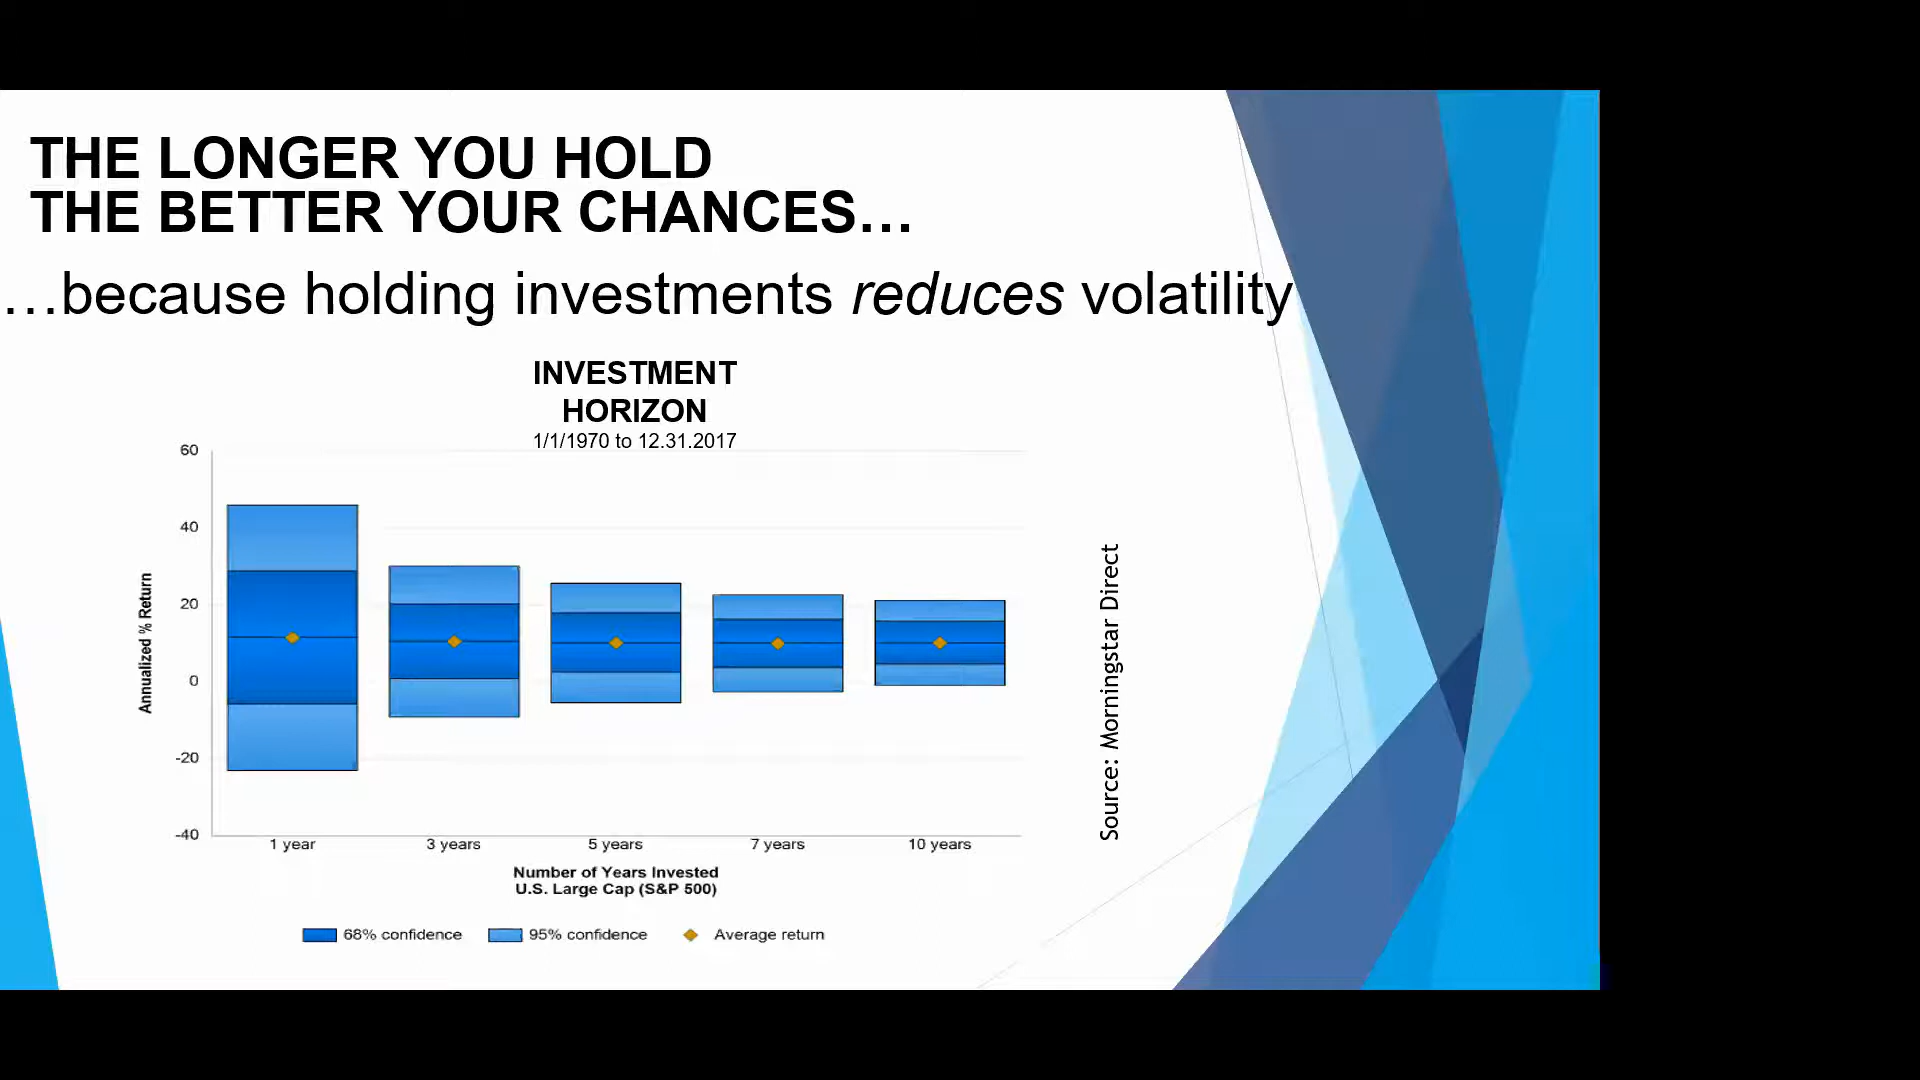 THE LONGER YOU HOLD
THE BETTER YOUR CHANCES…
…because holding investments reduces volatility
INVESTMENT
HORIZON
1/1/1970 to 12.31.2017
60
40
20
0
-20
-40
Annualized % Return
1 year
3 years
5 years
7 years
10 years
Number of Years Invested
U.S. Large Cap (S&P 500)
68% confidence
95% confidence
Average return
Source: Morningstar Direct